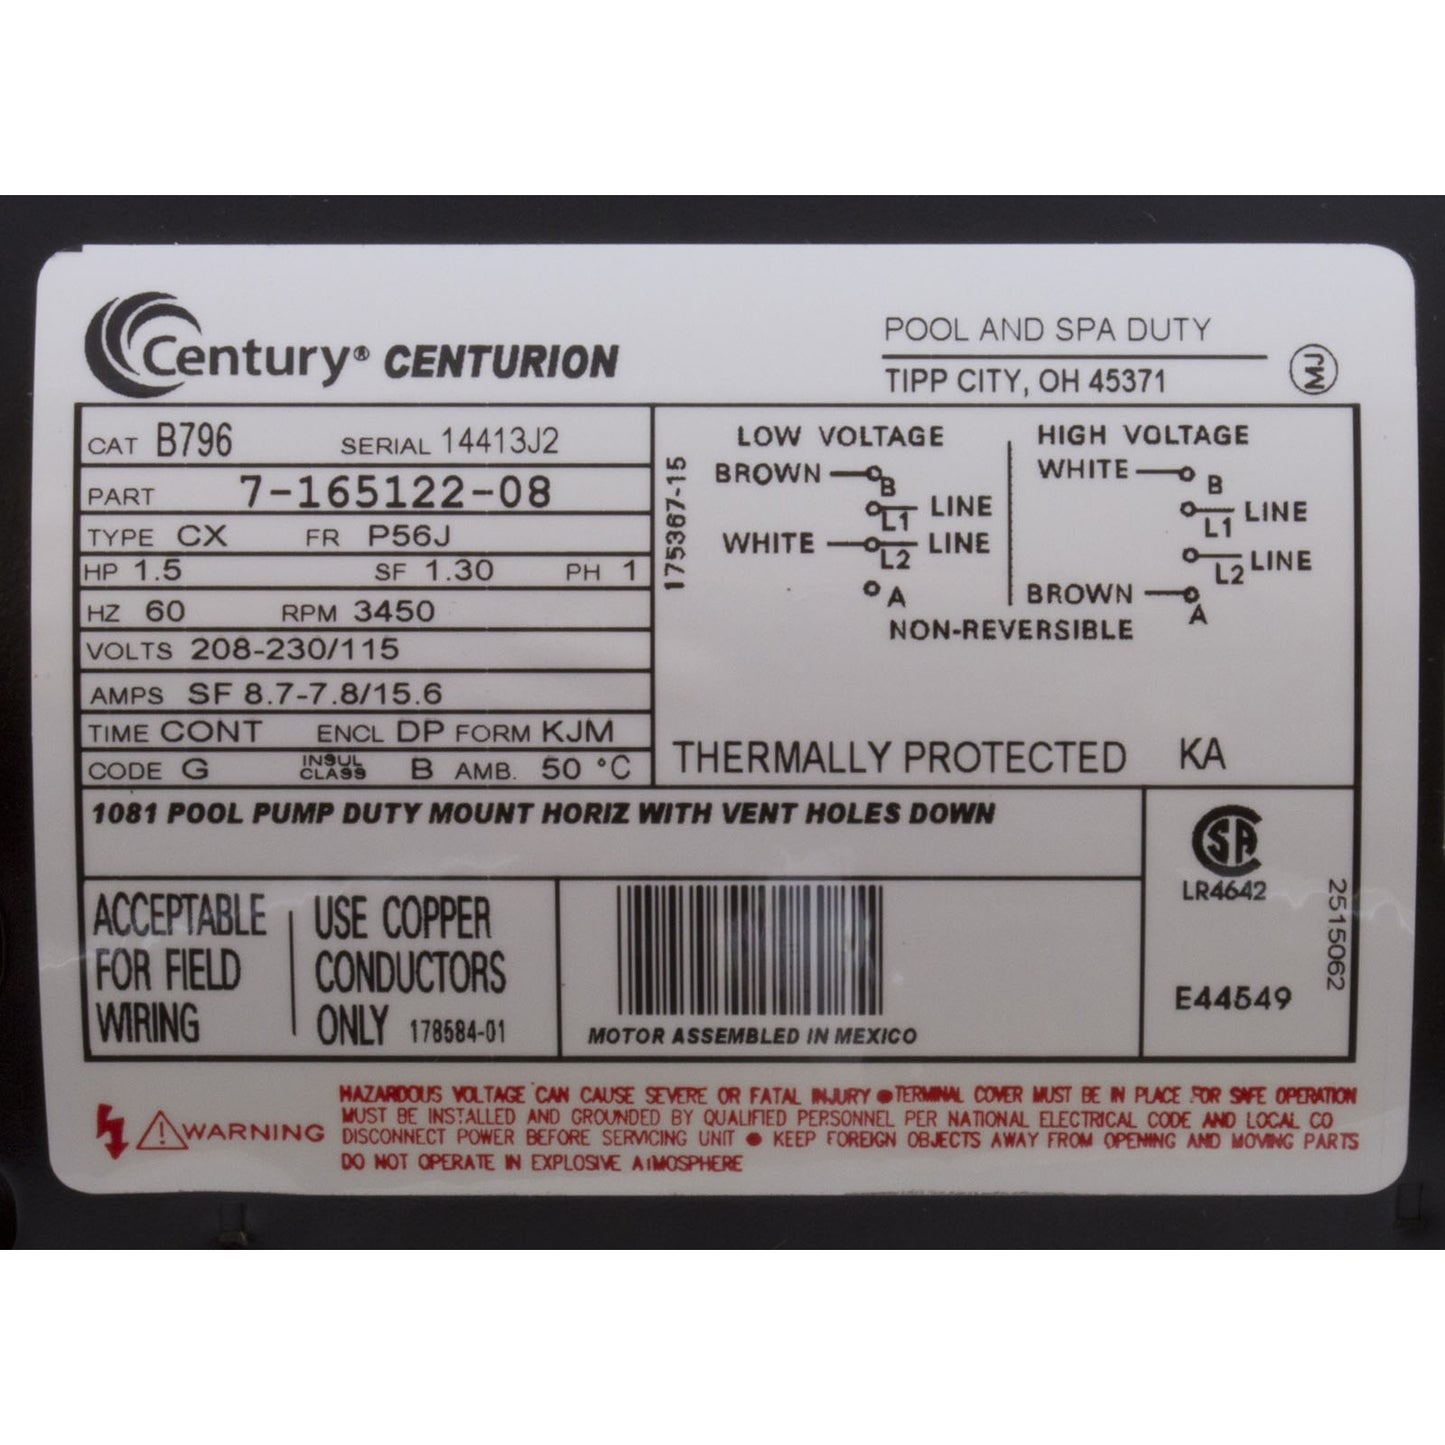 Century® CENTURION
POOL AND SPA DUTY
TIPP CITY, OH 45371
MJ
CAT B796 SERIAL 14413J2
PART 7-165122-08
TYPE CX FR P56J
HP 1.5 SF 1.30 PH 1
HZ 60 RPM 3450
VOLTS 208-230/115
AMPS SF 8.7-7.8/15.6
TIME CONT ENCL DP FORM KJM
CODE G INSUL CLASS B AMB. 50 °C
175367-15
LOW VOLTAGE
BROWN B
L1 LINE
WHITE L2 LINE
A
HIGH VOLTAGE
WHITE B
L1 LINE
L2 LINE
BROWN A
NON-REVERSIBLE
THERMALLY PROTECTED KA
1081 POOL PUMP DUTY MOUNT HORIZ WITH VENT HOLES DOWN
ACCEPTABLE
FOR FIELD
WIRING
USE COPPER
CONDUCTORS
ONLY 178584-01
MOTOR ASSEMBLED IN MEXICO
CSA
LR4642
E44549
2515062
WARNING
HAZARDOUS VOLTAGE CAN CAUSE SEVERE OR FATAL INJURY ● TERMINAL COVER MUST BE IN PLACE FOR SAFE OPERATION
MUST BE INSTALLED AND GROUNDED BY QUALIFIED PERSONNEL PER NATIONAL ELECTRICAL CODE AND LOCAL CO
DISCONNECT POWER BEFORE SERVICING UNIT ● KEEP FOREIGN OBJECTS AWAY FROM OPENING AND MOVING PARTS
DO NOT OPERATE IN EXPLOSIVE ATMOSPHERE